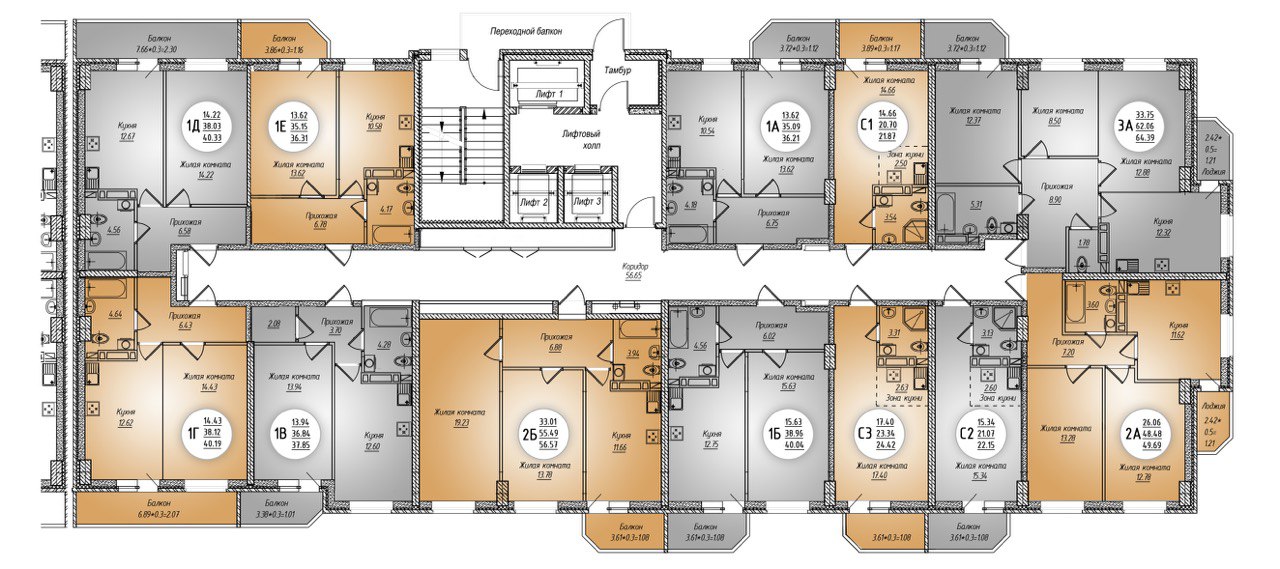 Балкон
7.66*0.3=2.30
Балкон
3.86*0.3=1.16
Переходной балкон
Тамбур
Лифт 1
Лифтовый
холл
Лифт 2
Лифт 3
Балкон
3.72*0.3=1.12
Балкон
3.89*0.3=1.17
Балкон
3.72*0.3=1.12
Кухня
12.67
1Д
14.22
38.03
40.33
Жилая комната
14.22
Прихожая
6.58
4.56
1Е
13.62
35.15
36.31
Жилая комната
13.62
Кухня
10.58
Прихожая
6.78
4.17
Кухня
10.54
1А
13.62
35.09
36.21
Жилая комната
13.62
4.18
Прихожая
6.75
Жилая комната
14.66
С1
14.66
20.70
21.87
Зона кухни
2.50
3.54
Жилая комната
12.37
5.31
Жилая комната
8.50
3А
33.75
62.06
64.39
Жилая комната
12.88
Прихожая
8.90
1.78
Кухня
12.32
2.42*
0.5=
1.21
Лоджия
Коридор
56.65
4.64
Прихожая
6.43
Жилая комната
14.43
Кухня
12.62
1Г
14.43
38.12
40.19
Балкон
6.89*0.3=2.07
2.08
Прихожая
3.70
4.28
Жилая комната
13.94
1В
13.94
36.84
37.85
Кухня
12.60
Балкон
3.38*0.3=1.01
Жилая комната
19.23
Прихожая
6.88
3.94
2Б
33.01
55.49
56.57
Жилая комната
13.78
Кухня
11.66
Балкон
3.61*0.3=1.08
4.56
Прихожая
6.02
Жилая комната
15.63
Кухня
12.75
1Б
15.63
38.96
40.04
Балкон
3.61*0.3=1.08
3.31
2.63
Зона кухни
С3
17.40
23.34
24.42
Жилая комната
17.40
Балкон
3.61*0.3=1.08
3.13
2.60
Зона кухни
С2
15.34
21.07
22.15
Жилая комната
15.34
Балкон
3.61*0.3=1.08
3.60
Прихожая
7.20
Кухня
11.62
Жилая комната
13.28
2А
26.06
48.48
49.69
Жилая комната
12.78
Лоджия
2.42*
0.5=
1.21